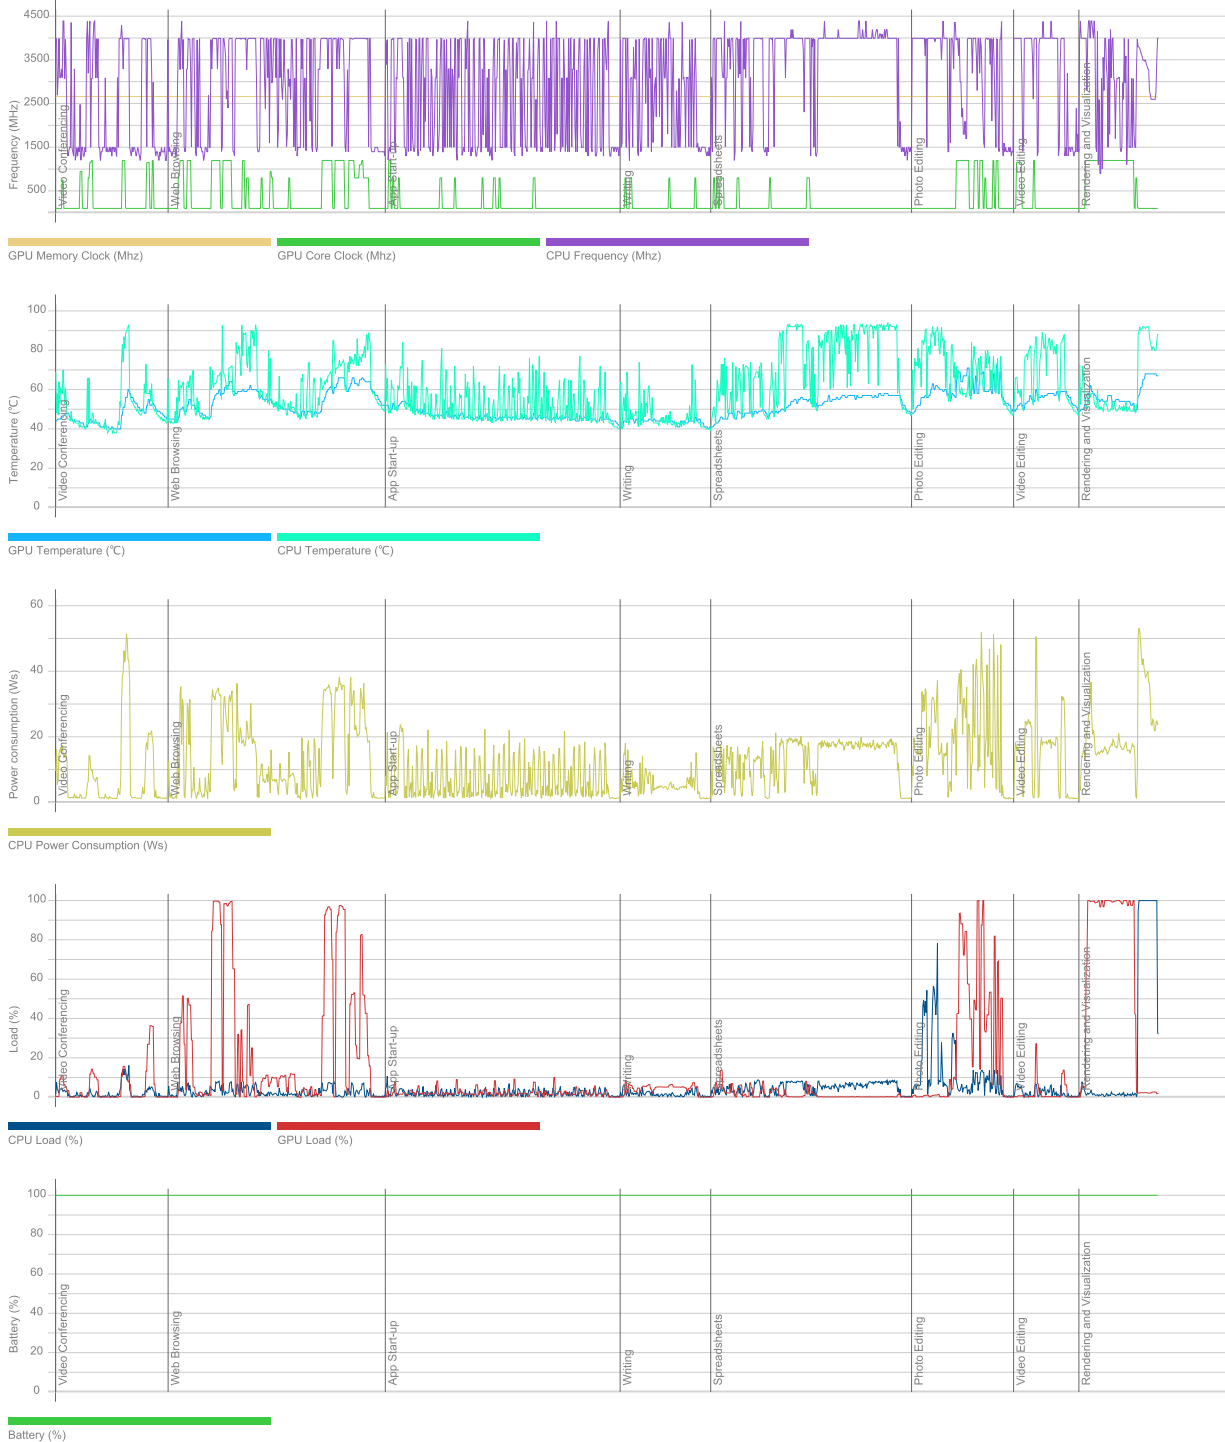 4500
3500
2500
1500
500
Frequency (MHz)
Video Conferencing
Web Browsing
App Start-up
Writing
Spreadsheets
Photo Editing
Video Editing
Rendering and Visualization
GPU Memory Clock (Mhz)
GPU Core Clock (Mhz)
CPU Frequency (Mhz)
100
80
60
40
20
0
Temperature (℃)
Video Conferencing
Web Browsing
App Start-up
Writing
Spreadsheets
Photo Editing
Video Editing
Rendering and Visualization
GPU Temperature (℃)
CPU Temperature (℃)
60
40
20
0
Power consumption (Ws)
Video Conferencing
Web Browsing
App Start-up
Writing
Spreadsheets
Photo Editing
Video Editing
Rendering and Visualization
CPU Power Consumption (Ws)
100
80
60
40
20
0
Load (%)
Video Conferencing
Web Browsing
App Start-up
Writing
Spreadsheets
Photo Editing
Video Editing
Rendering and Visualization
CPU Load (%)
GPU Load (%)
100
80
60
40
20
0
Battery (%)
Video Conferencing
Web Browsing
App Start-up
Writing
Spreadsheets
Photo Editing
Video Editing
Rendering and Visualization
Battery (%)